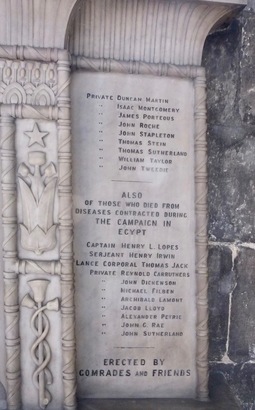 Private Duncan Martin
" Isaac Montgomery
" James Porteous
" John Roche
" John Stapleton
" Thomas Stein
" Thomas Sutherland
" William Taylor
" John Tweedie
ALSO
OF THOSE WHO DIED FROM
DISEASES CONTRACTED DURING
THE CAMPAIGN IN
EGYPT
Captain Henry L. Lopes
Serjeant Henry Irwin
Lance Corporal Thomas Jack
Private Reynold Carruthers
" John Dickenson
" Michael
" Archibald Lamont
" Jacob Lloyd
" Alexander Petrie
" John C. Rae
" John Sutherland
ERECTED BY
COMRADES AND FRIENDS